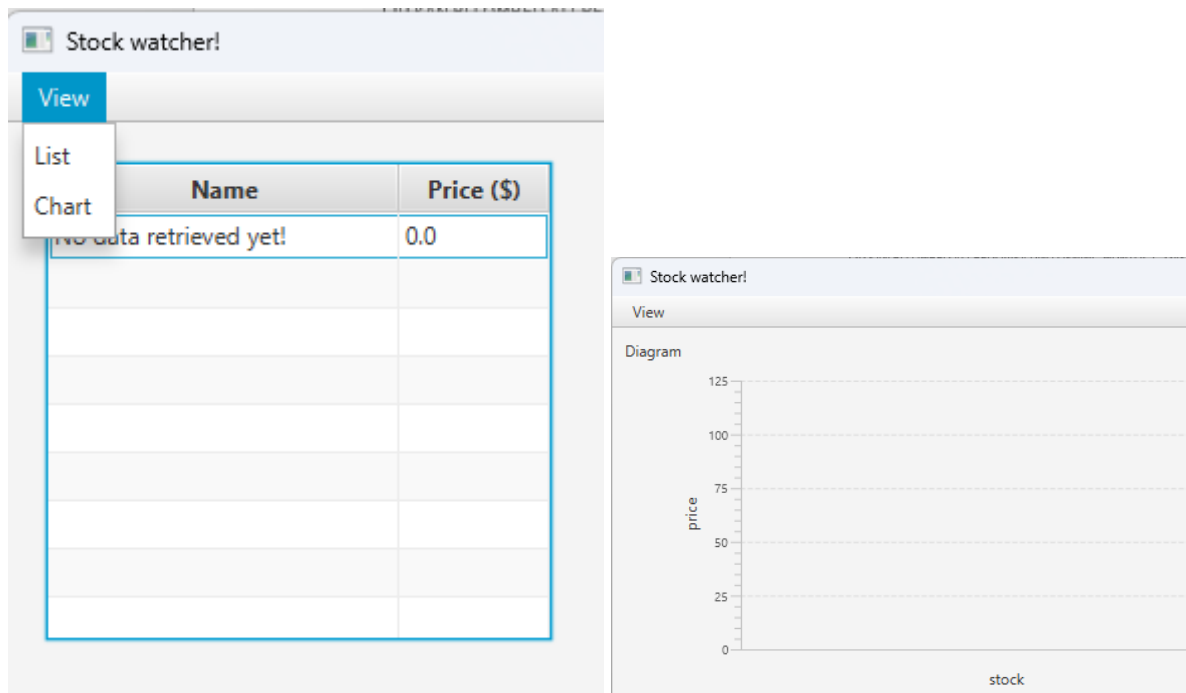 Stock watcher!
View
List
Chart
Name Price ($)
No data retrieved yet! 0.0
Stock watcher!
View
Diagram
125
100
75
50
25
0
price
stock